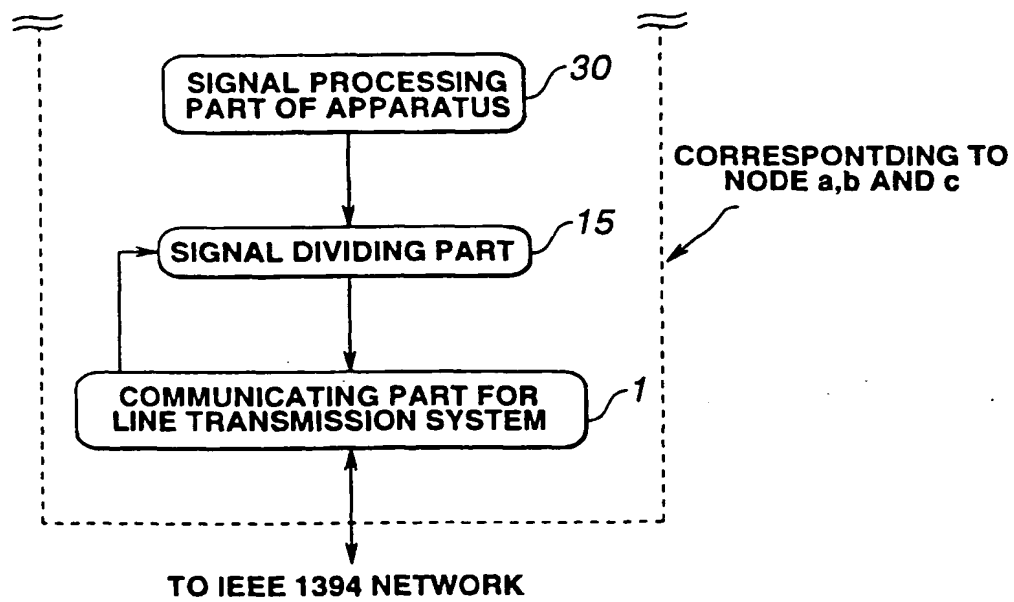 SIGNAL PROCESSING
PART OF APPARATUS
30
CORRESPONTDING TO
NODE a,b AND c
SIGNAL DIVIDING PART
15
COMMUNICATING PART FOR
LINE TRANSMISSION SYSTEM
1
TO IEEE 1394 NETWORK